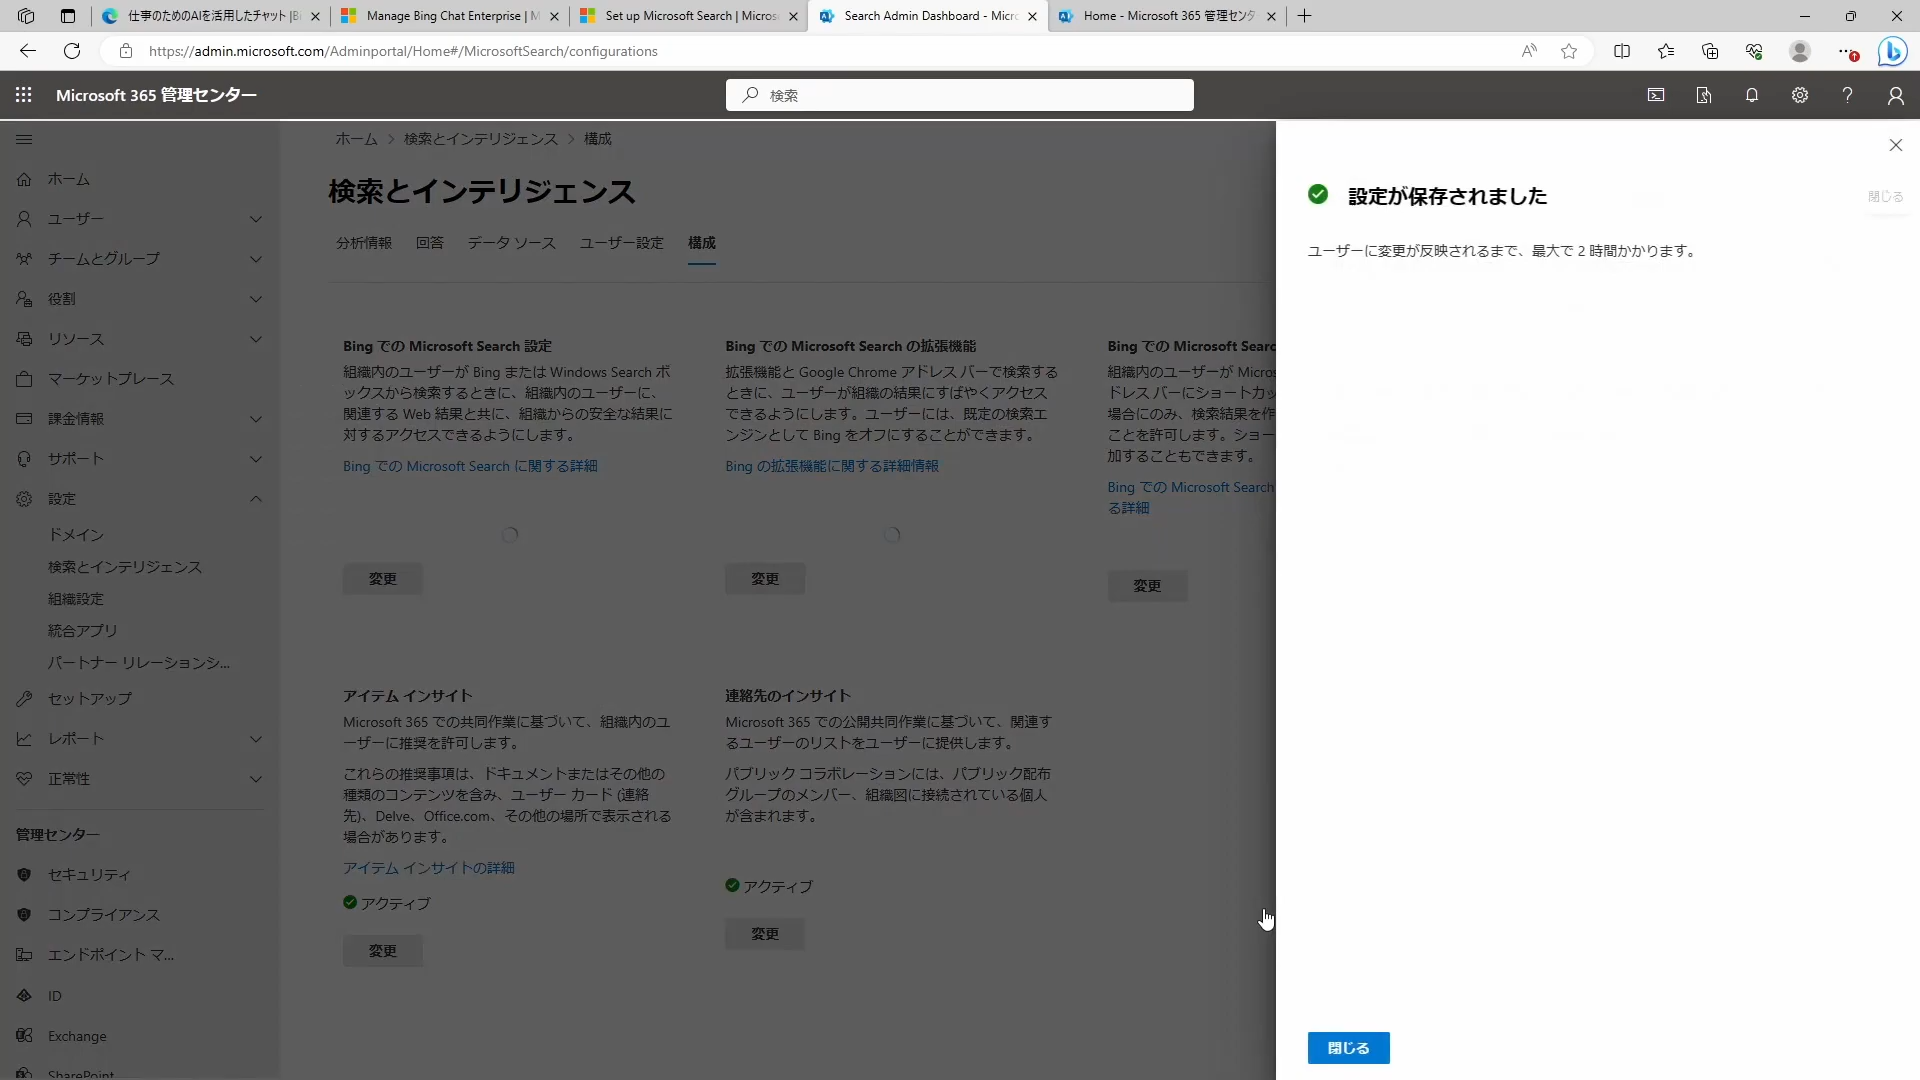 仕事のためのAIを活用したチャット |B
Manage Bing Chat Enterprise | M
Set up Microsoft Search | Micros
Search Admin Dashboard - Micro
Home - Microsoft 365 管理センタ
https://admin.microsoft.com/Adminportal/Home#/MicrosoftSearch/configurations
Microsoft 365 管理センター
検索
ホーム
ユーザー
チームとグループ
役割
リソース
マーケットプレース
課金情報
サポート
設定
ドメイン
検索とインテリジェンス
組織設定
統合アプリ
パートナー リレーションシ...
セットアップ
レポート
正常性
管理センター
セキュリティ
コンプライアンス
エンドポイント マ...
ID
Exchange
SharePoint
ホーム > 検索とインテリジェンス > 構成
検索とインテリジェンス
分析情報 回答 データ ソース ユーザー設定 構成
Bing での Microsoft Search 設定
組織内のユーザーが Bing または Windows Search ボ
ックスから検索するときに、組織内のユーザーに、
関連する Web 結果と共に、組織からの安全な結果に
対するアクセスできるようにします。
Bing での Microsoft Search に関する詳細
変更
Bing での Microsoft Search の拡張機能
拡張機能と Google Chrome アドレス バーで検索する
ときに、ユーザーが組織の結果にすばやくアクセス
できるようにします。ユーザーには、既定の検索エ
ンジンとして Bing をオフにすることができます。
Bing の拡張機能に関する詳細情報
変更
Bing での Microsoft Searc
組織内のユーザーが Micros
ドレス バーにショートカッ
場合にのみ、検索結果を作
ことを許可します。ショー
加することもできます。
Bing での Microsoft Search
る詳細
変更
アイテム インサイト
Microsoft 365 での共同作業に基づいて、組織内のユ
ーザーに推奨を許可します。
これらの推奨事項は、ドキュメントまたはその他の
種類のコンテンツを含み、ユーザー カード (連絡
先)、Delve、Office.com、その他の場所で表示される
場合があります。
アイテム インサイトの詳細
アクティブ
変更
連絡先のインサイト
Microsoft 365 での公開共同作業に基づいて、関連す
るユーザーのリストをユーザーに提供します。
パブリック コラボレーションには、パブリック配布
グループのメンバー、組織図に接続されている個人
が含まれます。
アクティブ
変更
設定が保存されました
閉じる
ユーザーに変更が反映されるまで、最大で 2 時間かかります。
閉じる